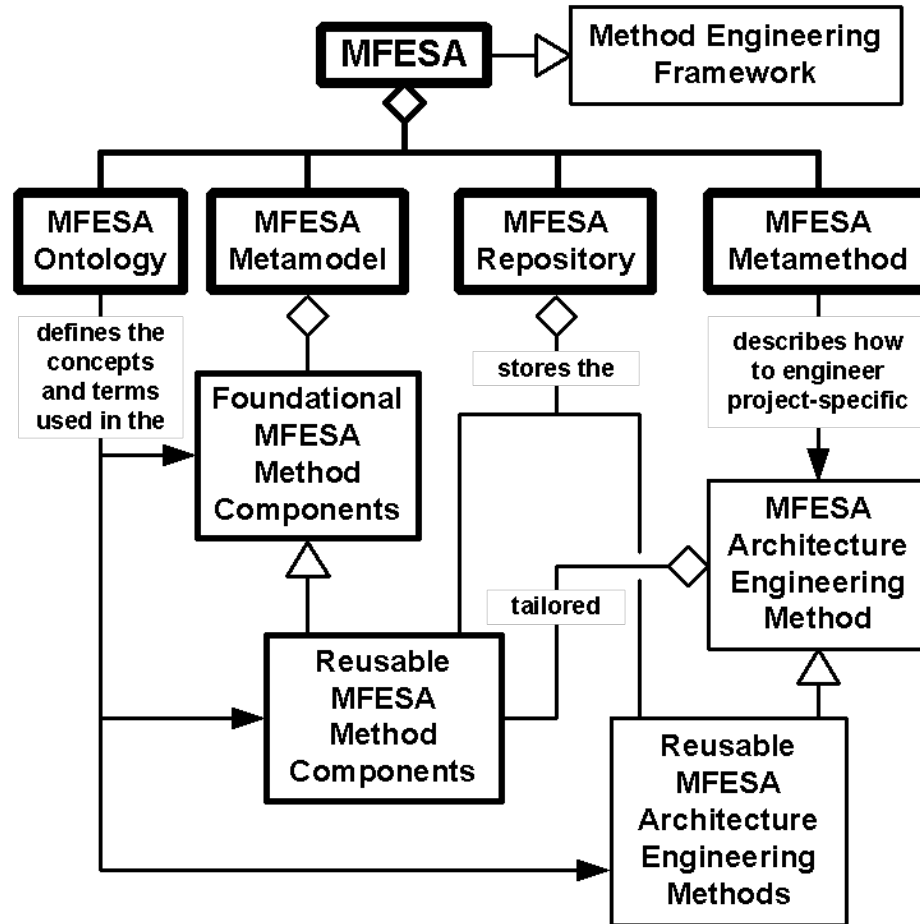 MFESA
Method Engineering
Framework
MFESA
Ontology
MFESA
Metamodel
MFESA
Repository
MFESA
Metamethod
defines the
concepts
and terms
used in the
stores the
describes how
to engineer
project-specific
Foundational
MFESA
Method
Components
MFESA
Architecture
Engineering
Method
tailored
Reusable
MFESA
Method
Components
Reusable
MFESA
Architecture
Engineering
Methods